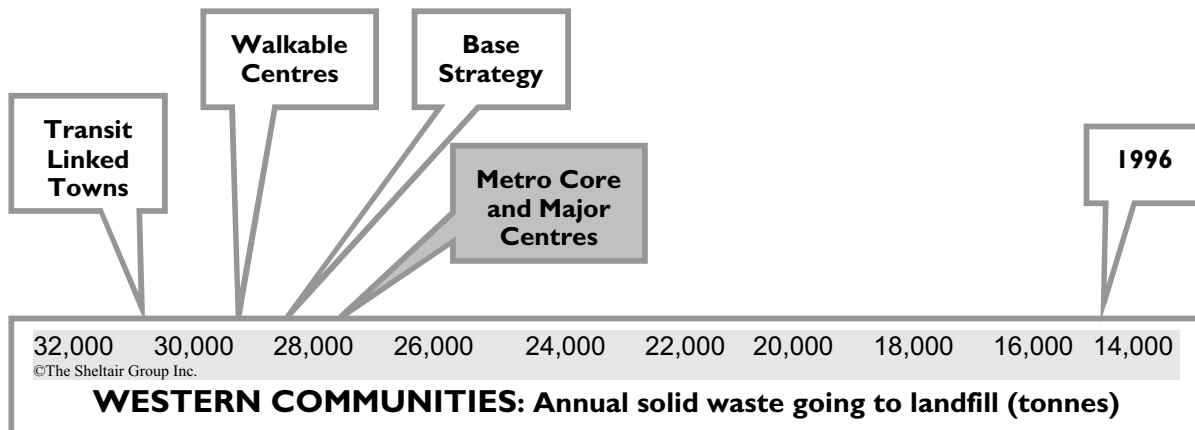 Walkable
Centres
Base
Strategy
Transit
Linked
Towns
1996
Metro Core
and Major
Centres
32,000 30,000 28,000 26,000 24,000 22,000 20,000 18,000 16,000 14,000
©The Sheltair Group Inc.
WESTERN COMMUNITIES: Annual solid waste going to landfill (tonnes)